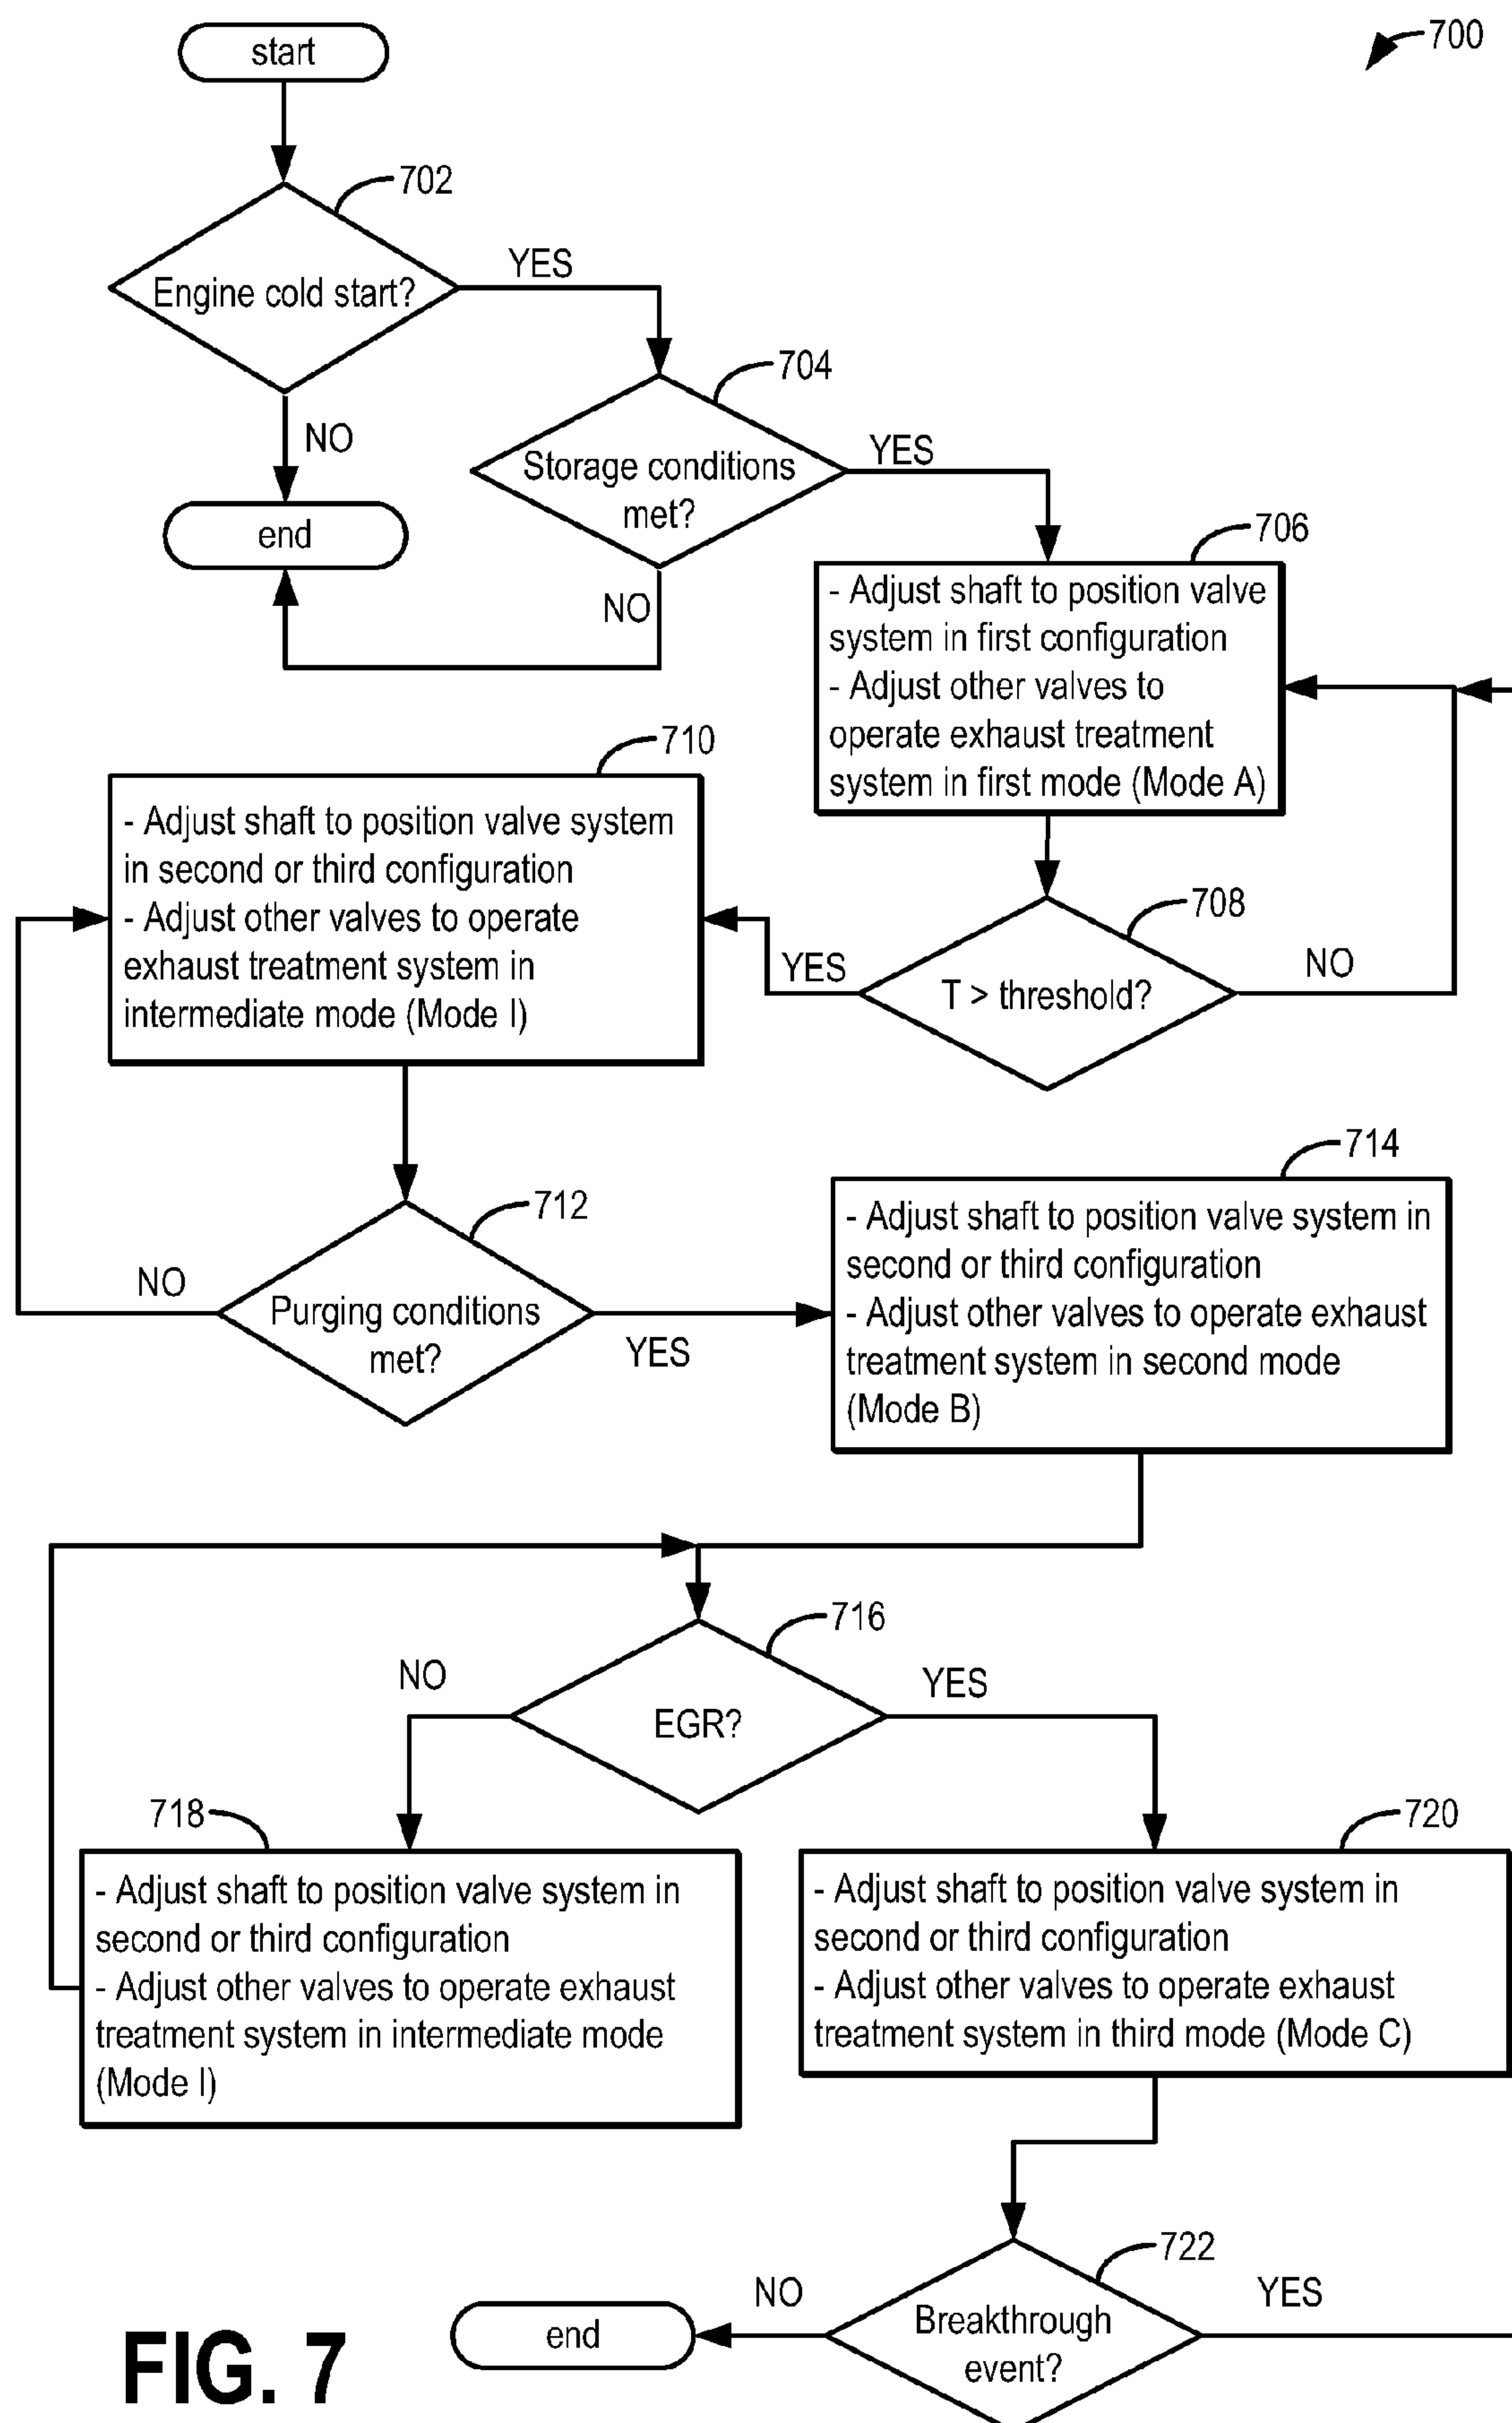 start
700
702
Engine cold start?
YES
NO
end
704
Storage conditions
met?
YES
NO
706
- Adjust shaft to position valve
system in first configuration
- Adjust other valves to
operate exhaust treatment
system in first mode (Mode A)
708
T > threshold?
YES
NO
710
- Adjust shaft to position valve system
in second or third configuration
- Adjust other valves to operate
exhaust treatment system in
intermediate mode (Mode I)
712
Purging conditions
met?
NO
YES
714
- Adjust shaft to position valve system in
second or third configuration
- Adjust other valves to operate exhaust
treatment system in second mode
(Mode B)
716
EGR?
NO
YES
718
- Adjust shaft to position valve system in
second or third configuration
- Adjust other valves to operate exhaust
treatment system in intermediate mode
(Mode I)
720
- Adjust shaft to position valve system in
second or third configuration
- Adjust other valves to operate exhaust
treatment system in third mode (Mode C)
722
Breakthrough
event?
NO
YES
end
FIG. 7